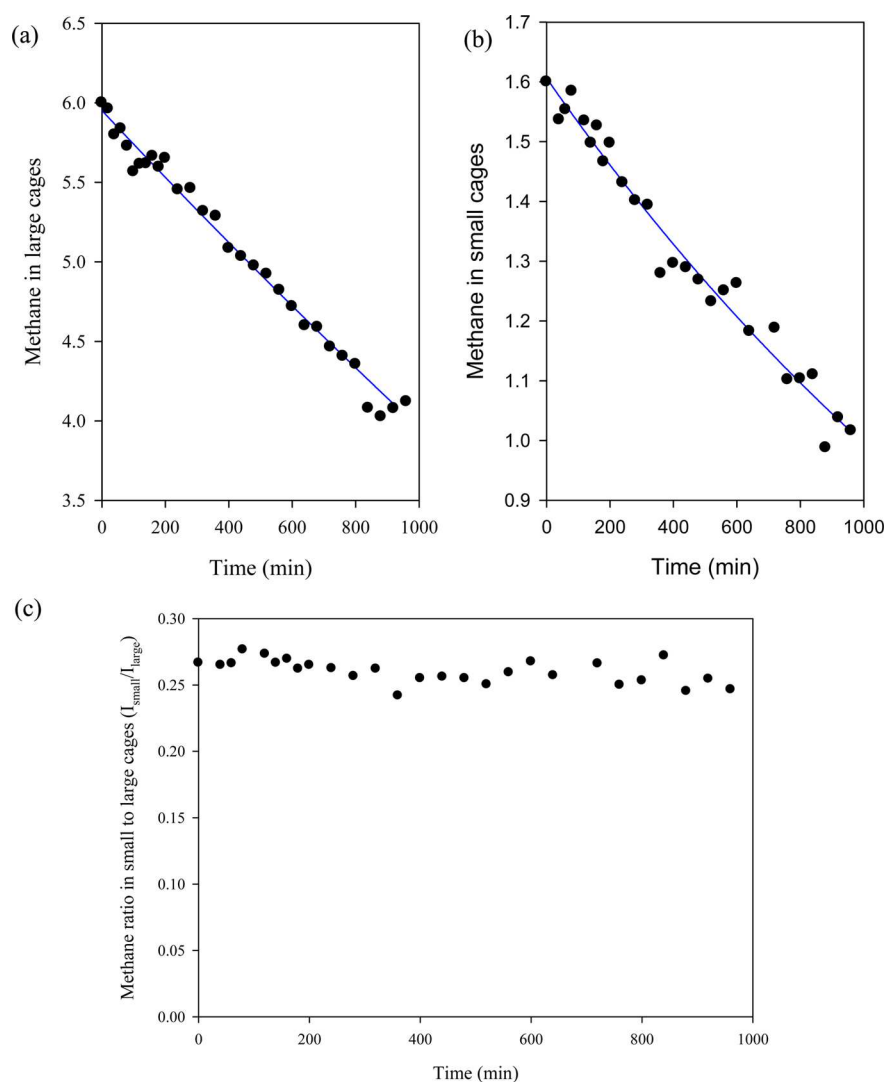 (a)
6.5
6.0
5.5
5.0
4.5
4.0
3.5
Methane in large cages
0 200 400 600 800 1000
Time (min)
(b)
1.7
1.6
1.5
1.4
1.3
1.2
1.1
1.0
0.9
Methane in small cages
0 200 400 600 800 1000
Time (min)
(c)
0.30
0.25
0.20
0.15
0.10
0.05
0.00
Methane ratio in small to large cages (I_small/I_large)
0 200 400 600 800 1000
Time (min)